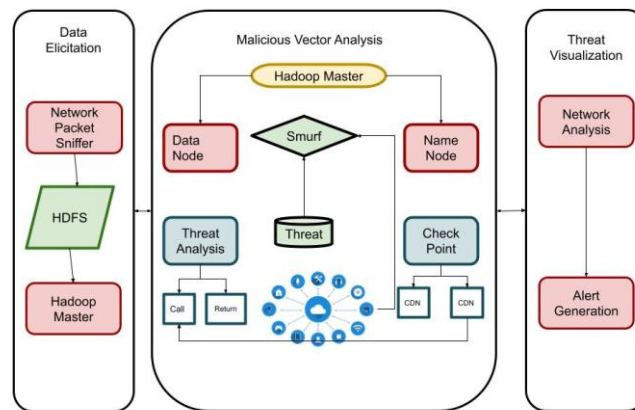 Data
Elicitation
Network
Packet
Sniffer
HDFS
Hadoop
Master
Malicious Vector Analysis
Hadoop Master
Data
Node
Smurf
Name
Node
Threat
Analysis
Threat
Check
Point
Call
Return
CDN
CDN
Threat
Visualization
Network
Analysis
Alert
Generation